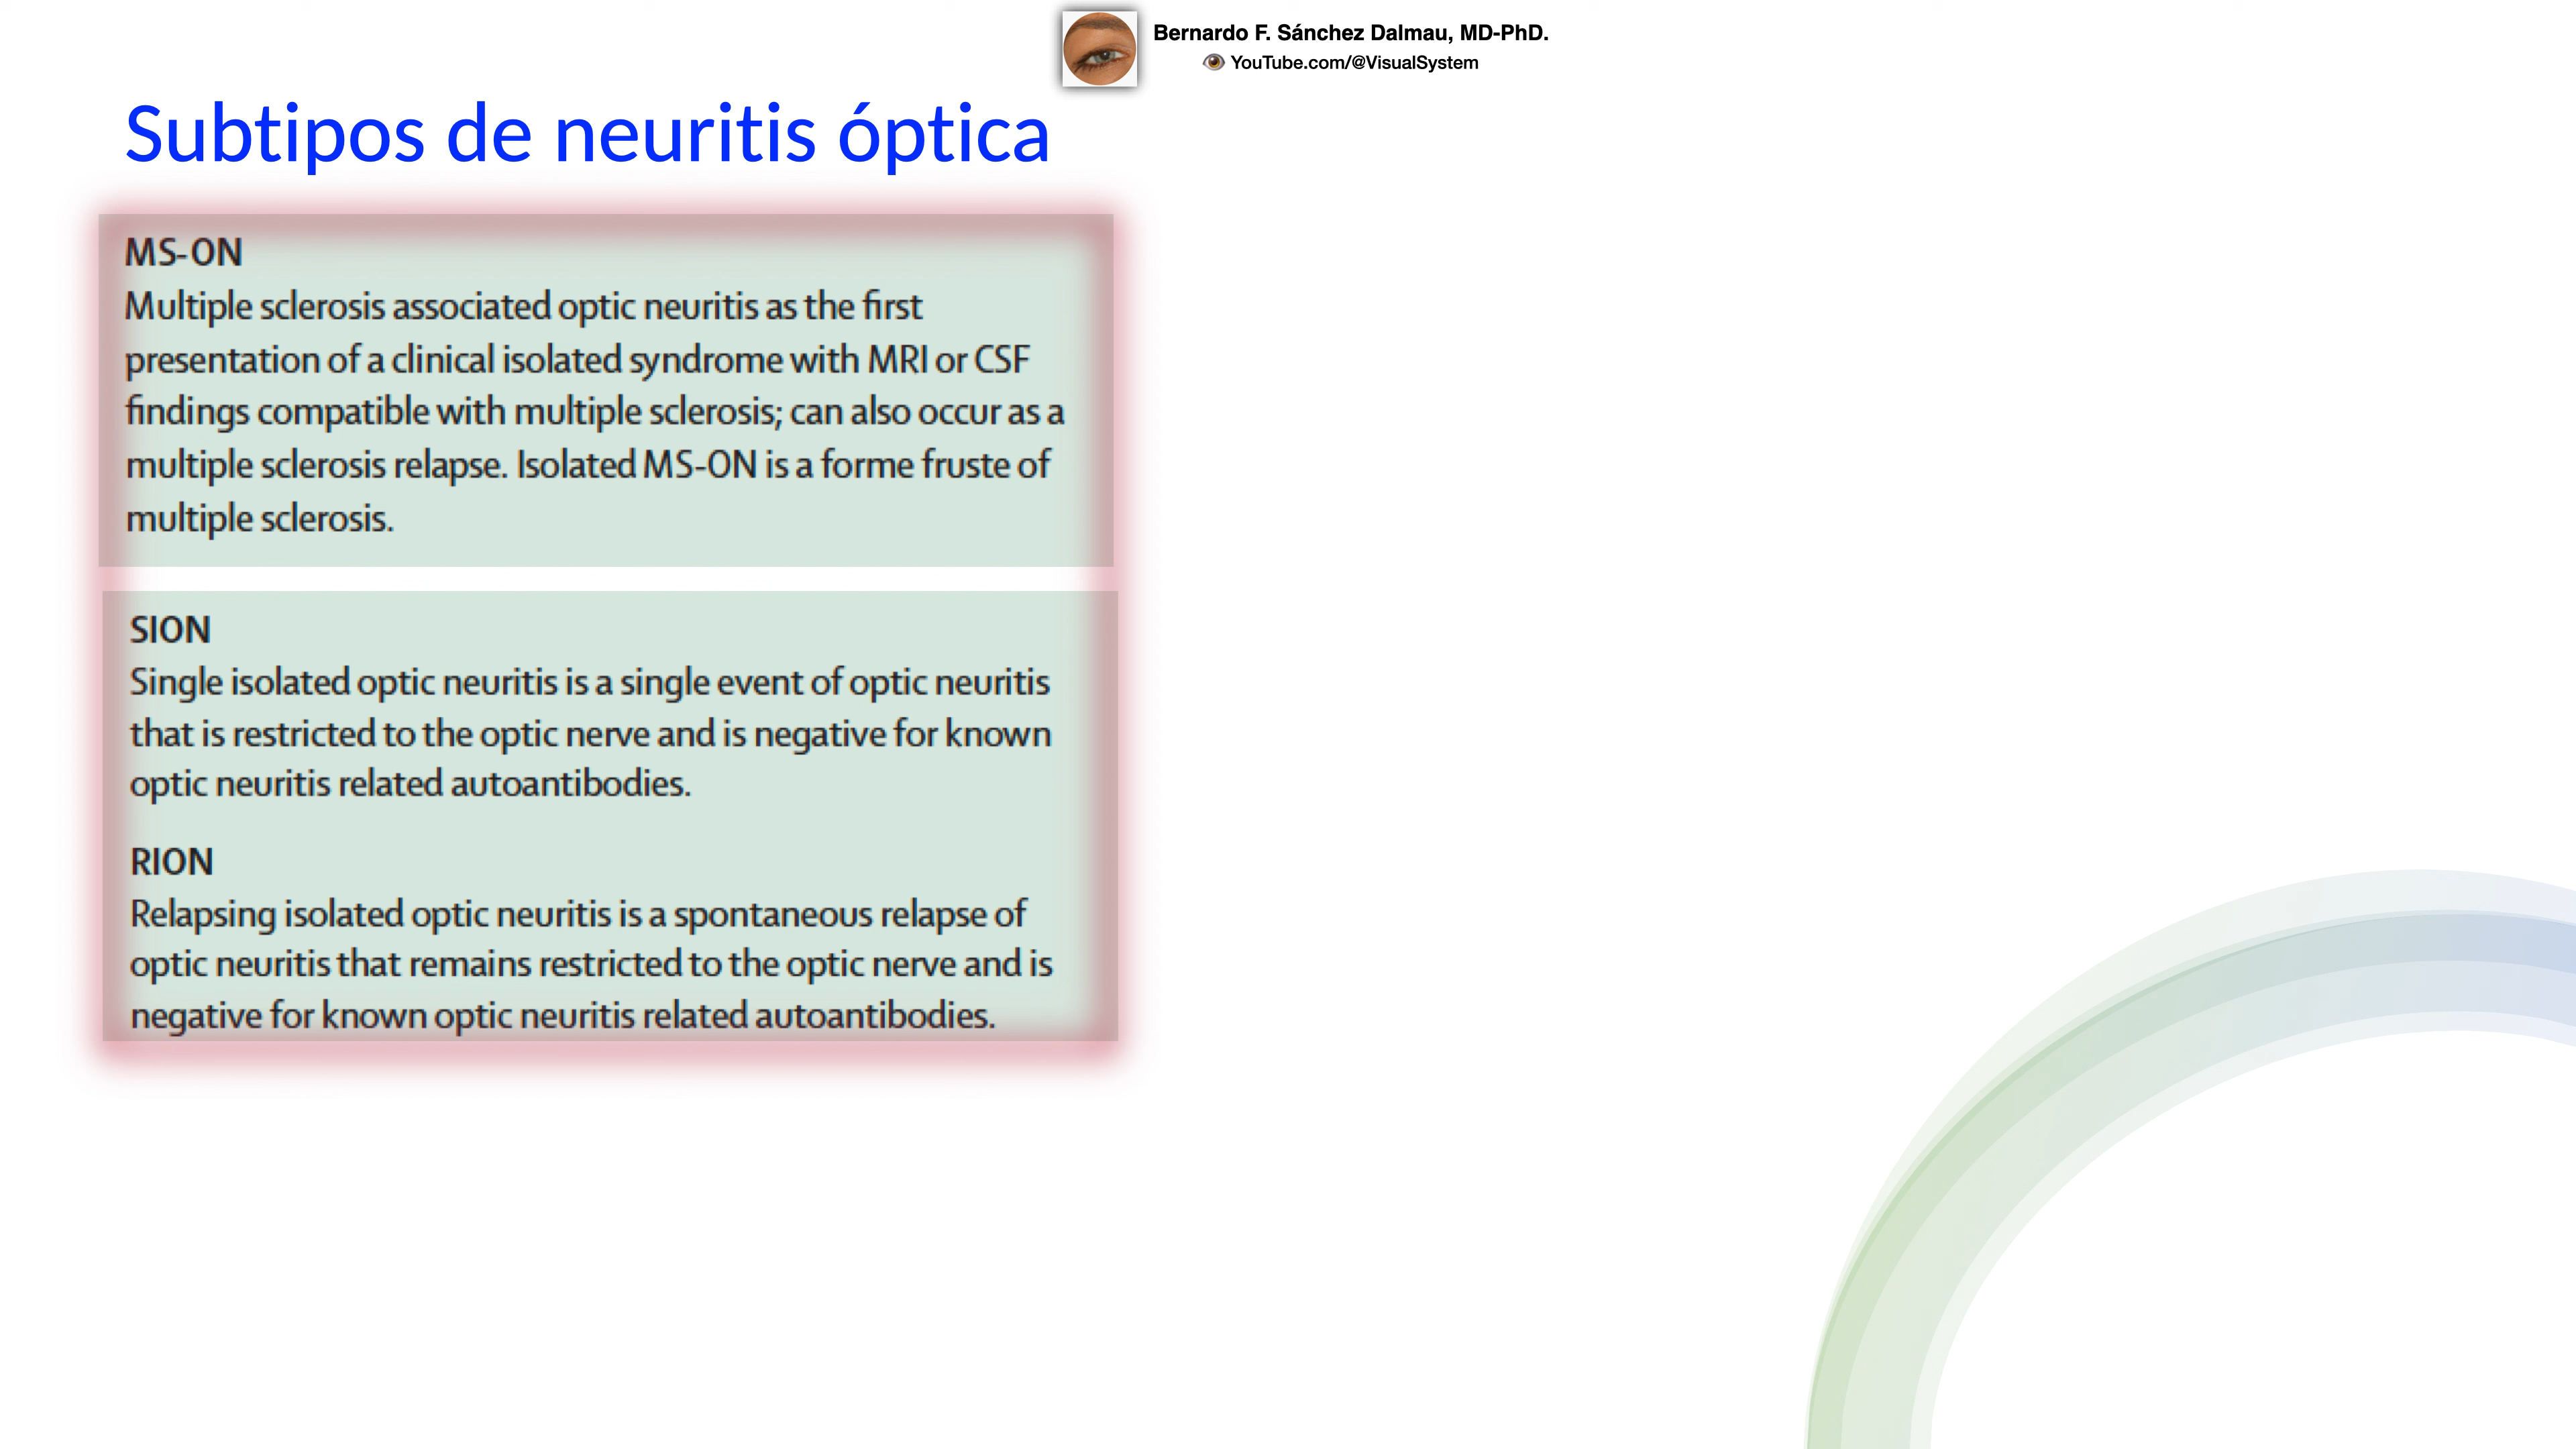 Bernardo F. Sánchez Dalmau, MD-PhD.
YouTube.com/@VisualSystem
Subtipos de neuritis óptica
MS-ON
Multiple sclerosis associated optic neuritis as the first
presentation of a clinical isolated syndrome with MRI or CSF
findings compatible with multiple sclerosis; can also occur as a
multiple sclerosis relapse. Isolated MS-ON is a forme fruste of
multiple sclerosis.
SION
Single isolated optic neuritis is a single event of optic neuritis
that is restricted to the optic nerve and is negative for known
optic neuritis related autoantibodies.
RION
Relapsing isolated optic neuritis is a spontaneous relapse of
optic neuritis that remains restricted to the optic nerve and is
negative for known optic neuritis related autoantibodies.